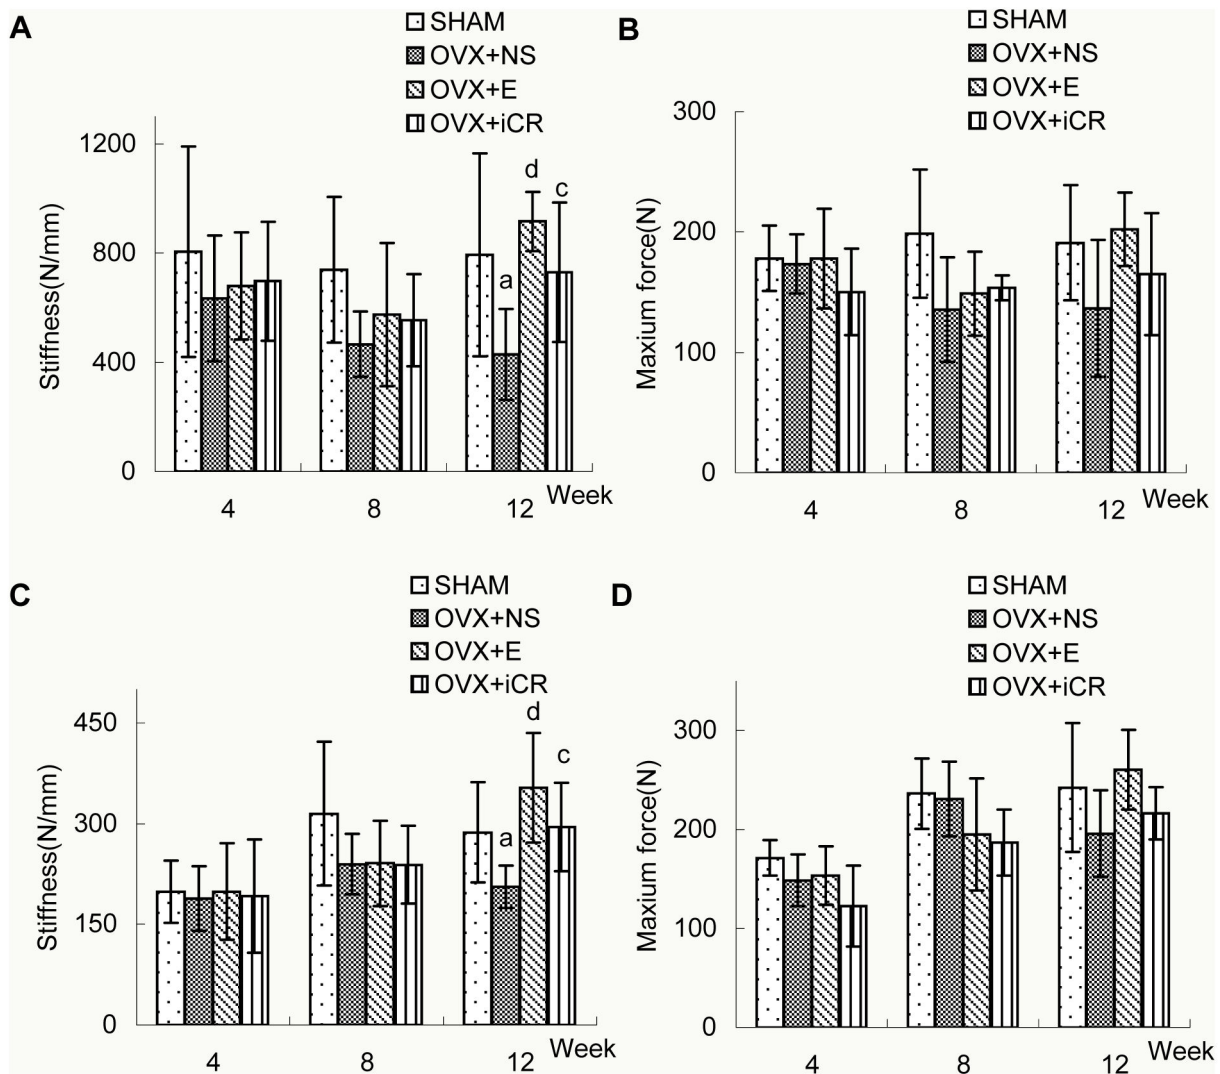 A
SHAM
OVX+NS
OVX+E
OVX+iCR
Stiffness(N/mm)
1200
800
400
0
a
d
c
4
8
12
Week
B
SHAM
OVX+NS
OVX+E
OVX+iCR
Maxium force(N)
300
200
100
0
4
8
12
Week
C
SHAM
OVX+NS
OVX+E
OVX+iCR
Stiffness(N/mm)
450
300
150
0
a
d
c
4
8
12
Week
D
SHAM
OVX+NS
OVX+E
OVX+iCR
Maxium force(N)
300
200
100
0
4
8
12
Week